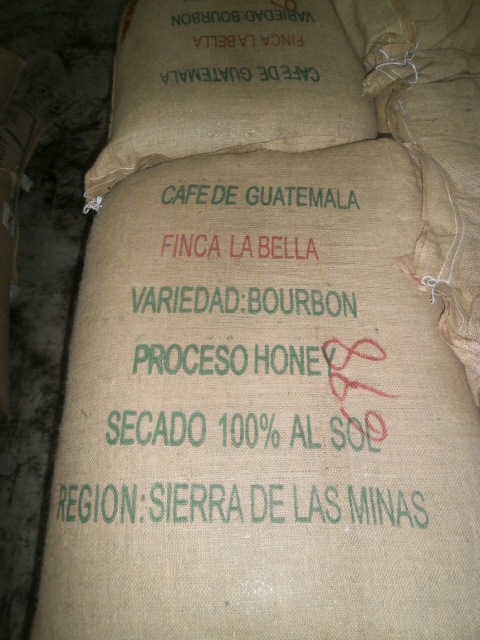 VARIEDAD:BOURBON
FINCA LA BELLA
CAFE DE GUATEMALA
CAFE DE GUATEMALA
FINCA LA BELLA
VARIEDAD:BOURBON
PROCESO HONEY
SECADO 100% AL SOL
REGION:SIERRA DE LAS MINAS